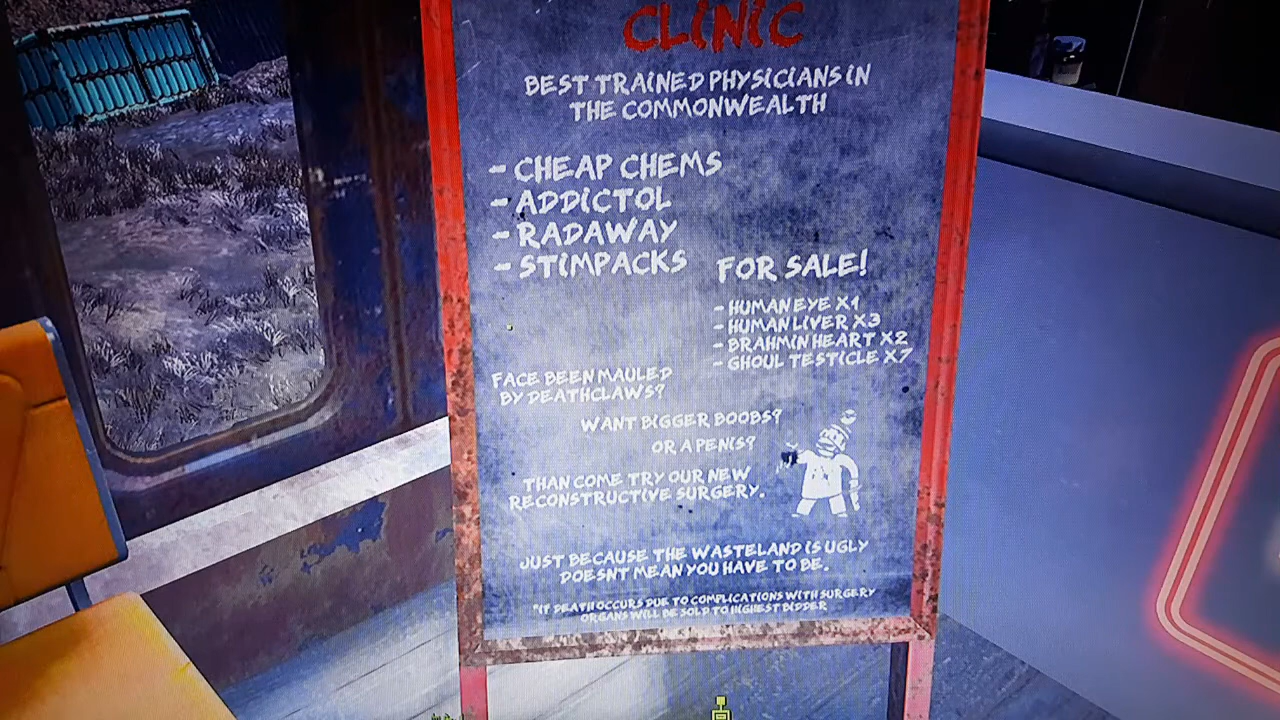 CLINIC
BEST TRAINED PHYSICIANS IN
THE COMMONWEALTH
- CHEAP CHEMS
- ADDICTOL
- RADAWAY
- STIMPACKS
FOR SALE!
- HUMAN EYE X1
- HUMAN LIVER X3
- BRAHMIN HEART X2
- GHOUL TESTICLE X7
FACE BEEN MAULED
BY DEATHCLAWS?
WANT BIGGER BOOBS?
OR A PENIS?
THAN COME TRY OUR NEW
RECONSTRUCTIVE SURGERY.
JUST BECAUSE THE WASTELAND IS UGLY
DOESNT MEAN YOU HAVE TO BE.
*IF DEATH OCCURS DUE TO COMPLICATIONS WITH SURGERY
ORGANS WILL BE SOLD TO HIGHEST BIDDER